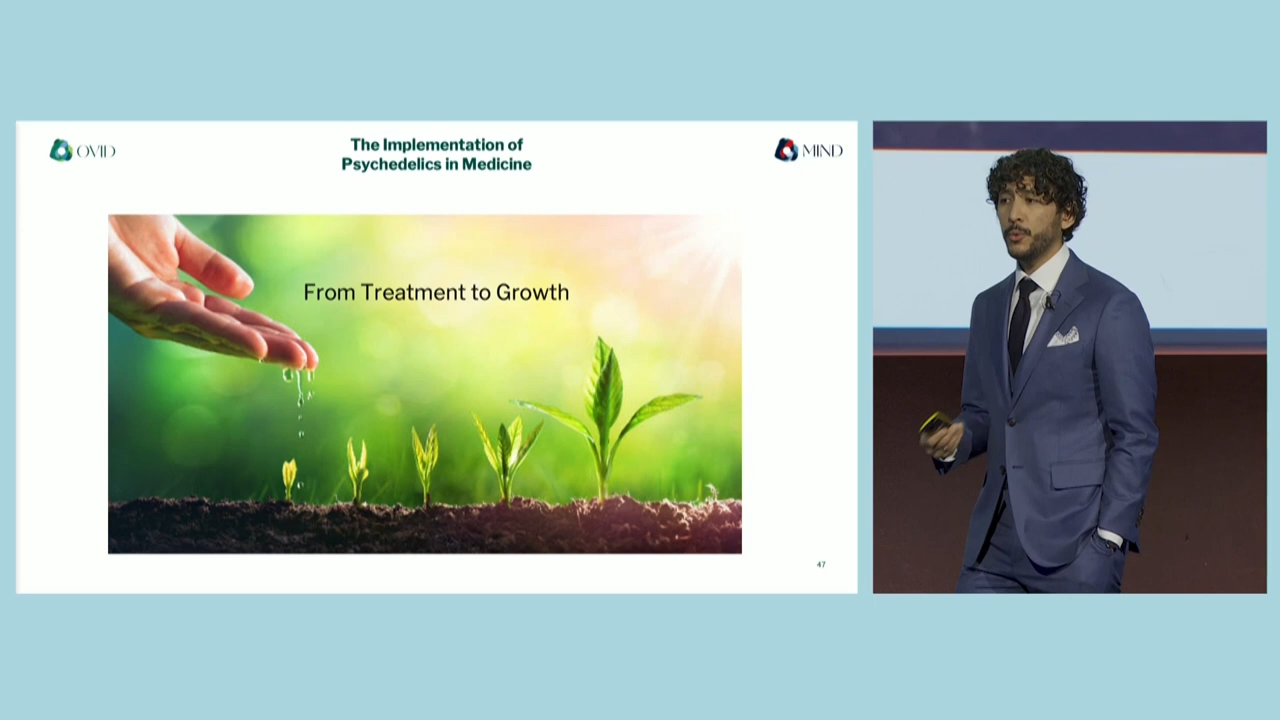 OVID
The Implementation of
Psychedelics in Medicine
MIND
From Treatment to Growth
47